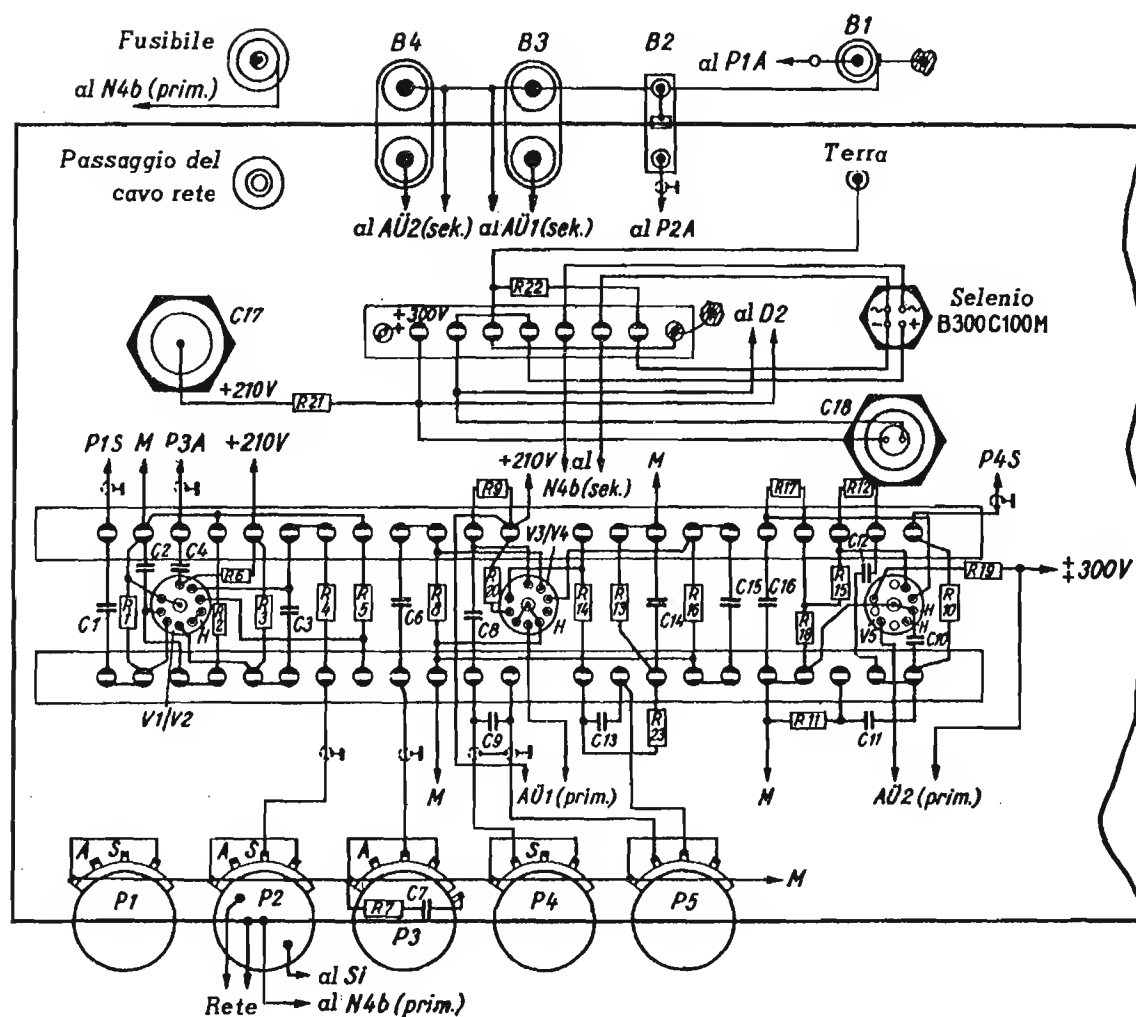 Fusibile
al N4b (prim.)
B4
B3
B2
B1
al P1A
Passaggio del
cavo rete
Terra
al AÜ2 (sek.)
al AÜ1 (sek.)
al P2A
C17
+300V
+
R22
al D2
Selenio
B300C100M
~
~
-
+
+210V
R21
C18
P1S
M
P3A
+210V
R9
+210V
al
N4b (sek.)
M
R17
R12
P4S
C2
C4
V3/V4
C12
R6
R19
+300V
C1
R1
R2
R3
C3
R4
R5
C6
R8
C8
R20
R14
R13
C14
R16
C15
C16
R18
R15
R10
C10
H
H
H
H
V5
V1/V2
C9
C13
R23
R11
C11
M
AÜ1 (prim.)
M
AÜ2 (prim.)
A
S
A
S
A
S
M
P1
P2
R7
C7
P3
P4
P5
al Si
Rete
al N4b (prim.)